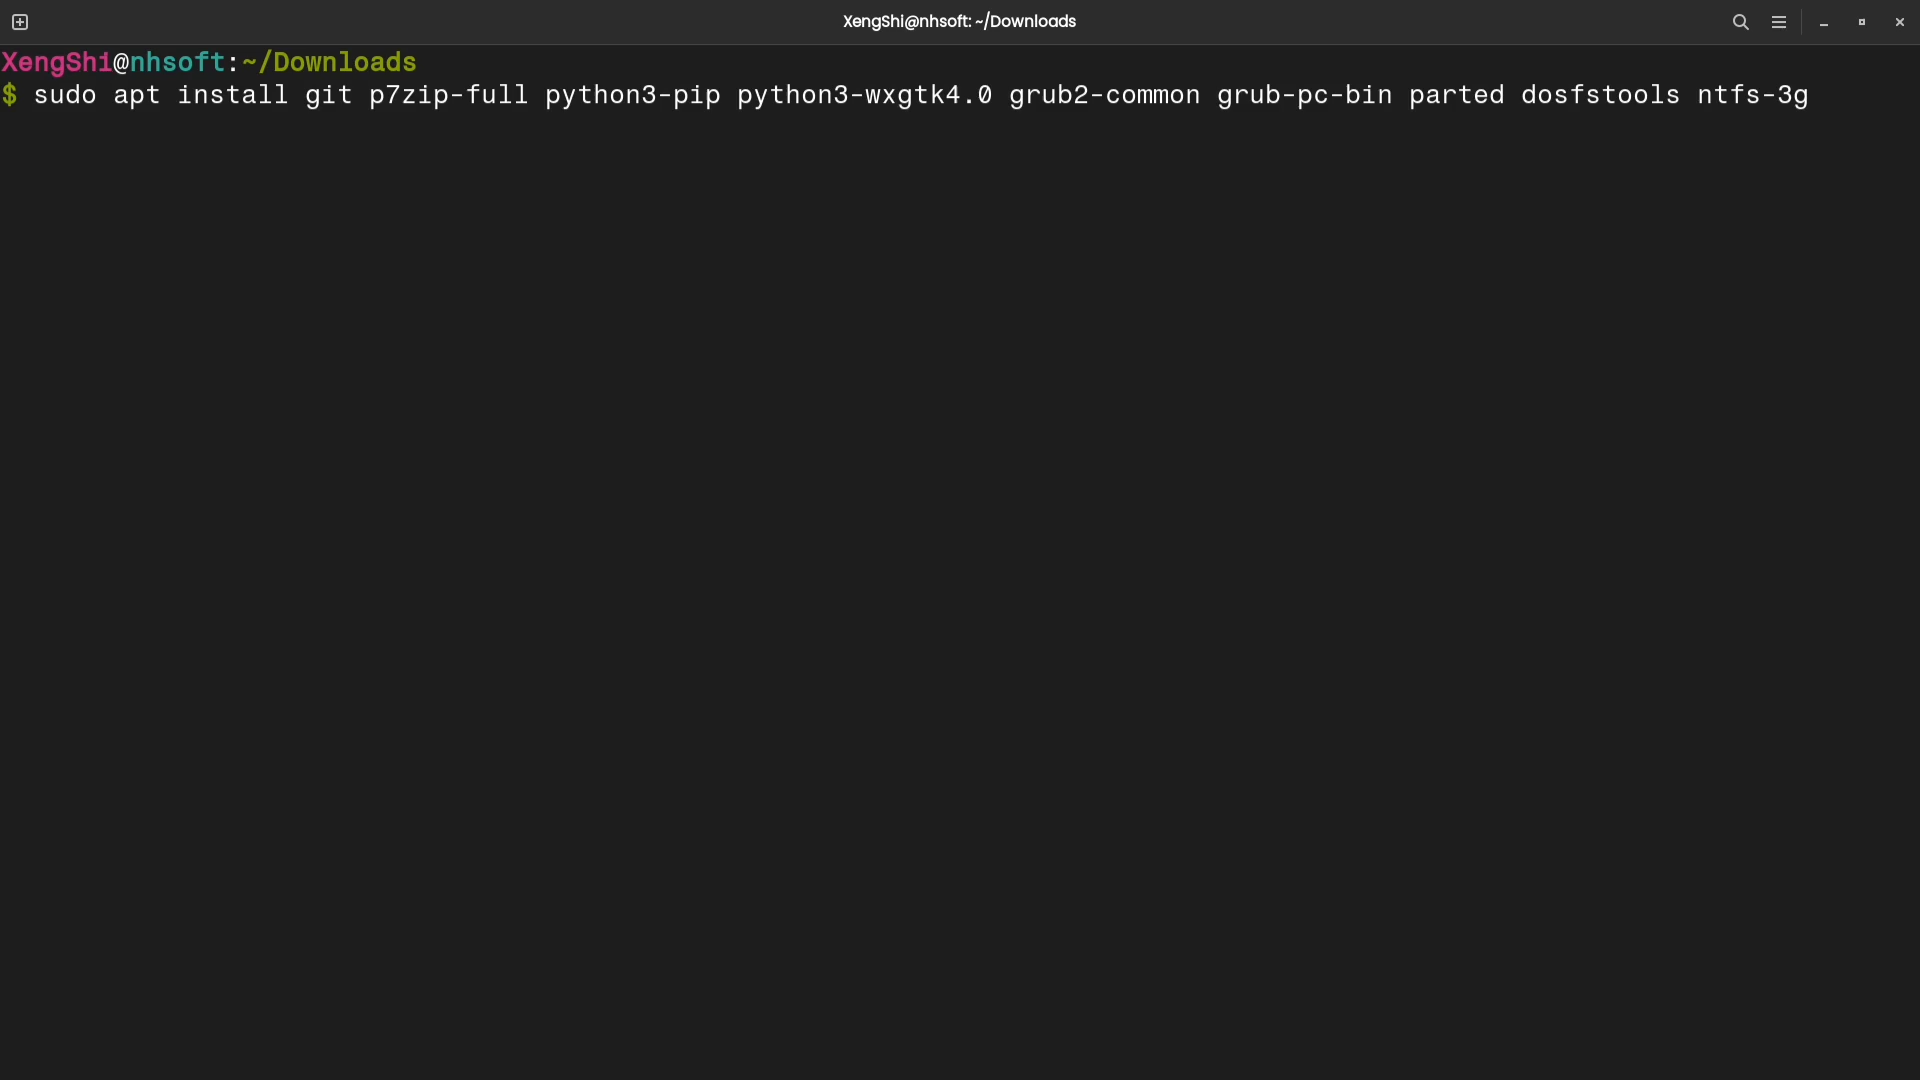 XengShi@nhsoft: ~/Downloads
XengShi@nhsoft:~/Downloads
$ sudo apt install git p7zip-full python3-pip python3-wxgtk4.0 grub2-common grub-pc-bin parted dosfstools ntfs-3g